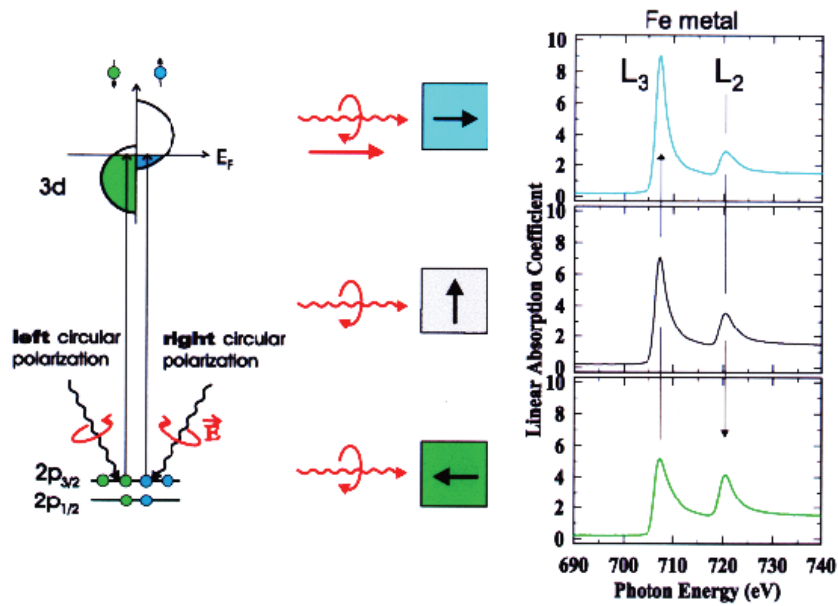 E_F
3d
left circular
polarization
right circular
polarization
E
2p3/2
2p1/2
Fe metal
Linear Absorption Coefficient
10
8
6
4
2
0
L3
L2
10
8
6
4
2
0
10
8
6
4
2
0
690
700
710
720
730
740
Photon Energy (eV)